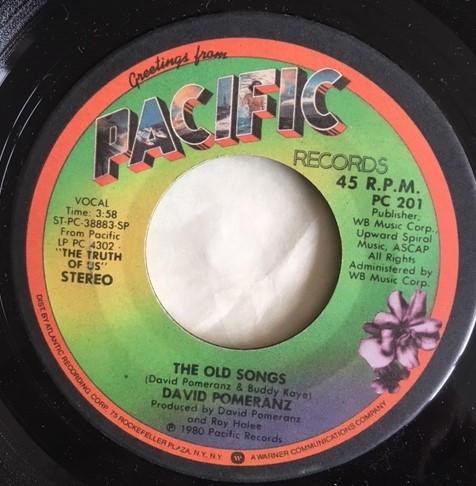 Greetings from
PACIFIC
RECORDS
45 R.P.M.
PC 201
Publisher,
WB Music Corp.,
Upward Spiral
Music, ASCAP
All Rights
Administered by
WB Music Corp.
VOCAL
Time: 3:58
ST-PC-38883-SP
From Pacific
LP PC 4302
"THE TRUTH
OF US"
STEREO
THE OLD SONGS
(David Pomeranz & Buddy Kaye)
DAVID POMERANZ
Produced by David Pomeranz
and Roy Halee
℗ 1980 Pacific Records
DIST. BY ATLANTIC RECORDING CORP. 75 ROCKEFELLER PLAZA, N.Y. N.Y. W A WARNER COMMUNICATIONS COMPANY